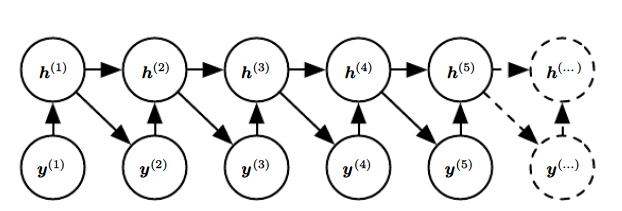 h^(1) h^(2) h^(3) h^(4) h^(5) h^(...)
y^(1) y^(2) y^(3) y^(4) y^(5) y^(...)